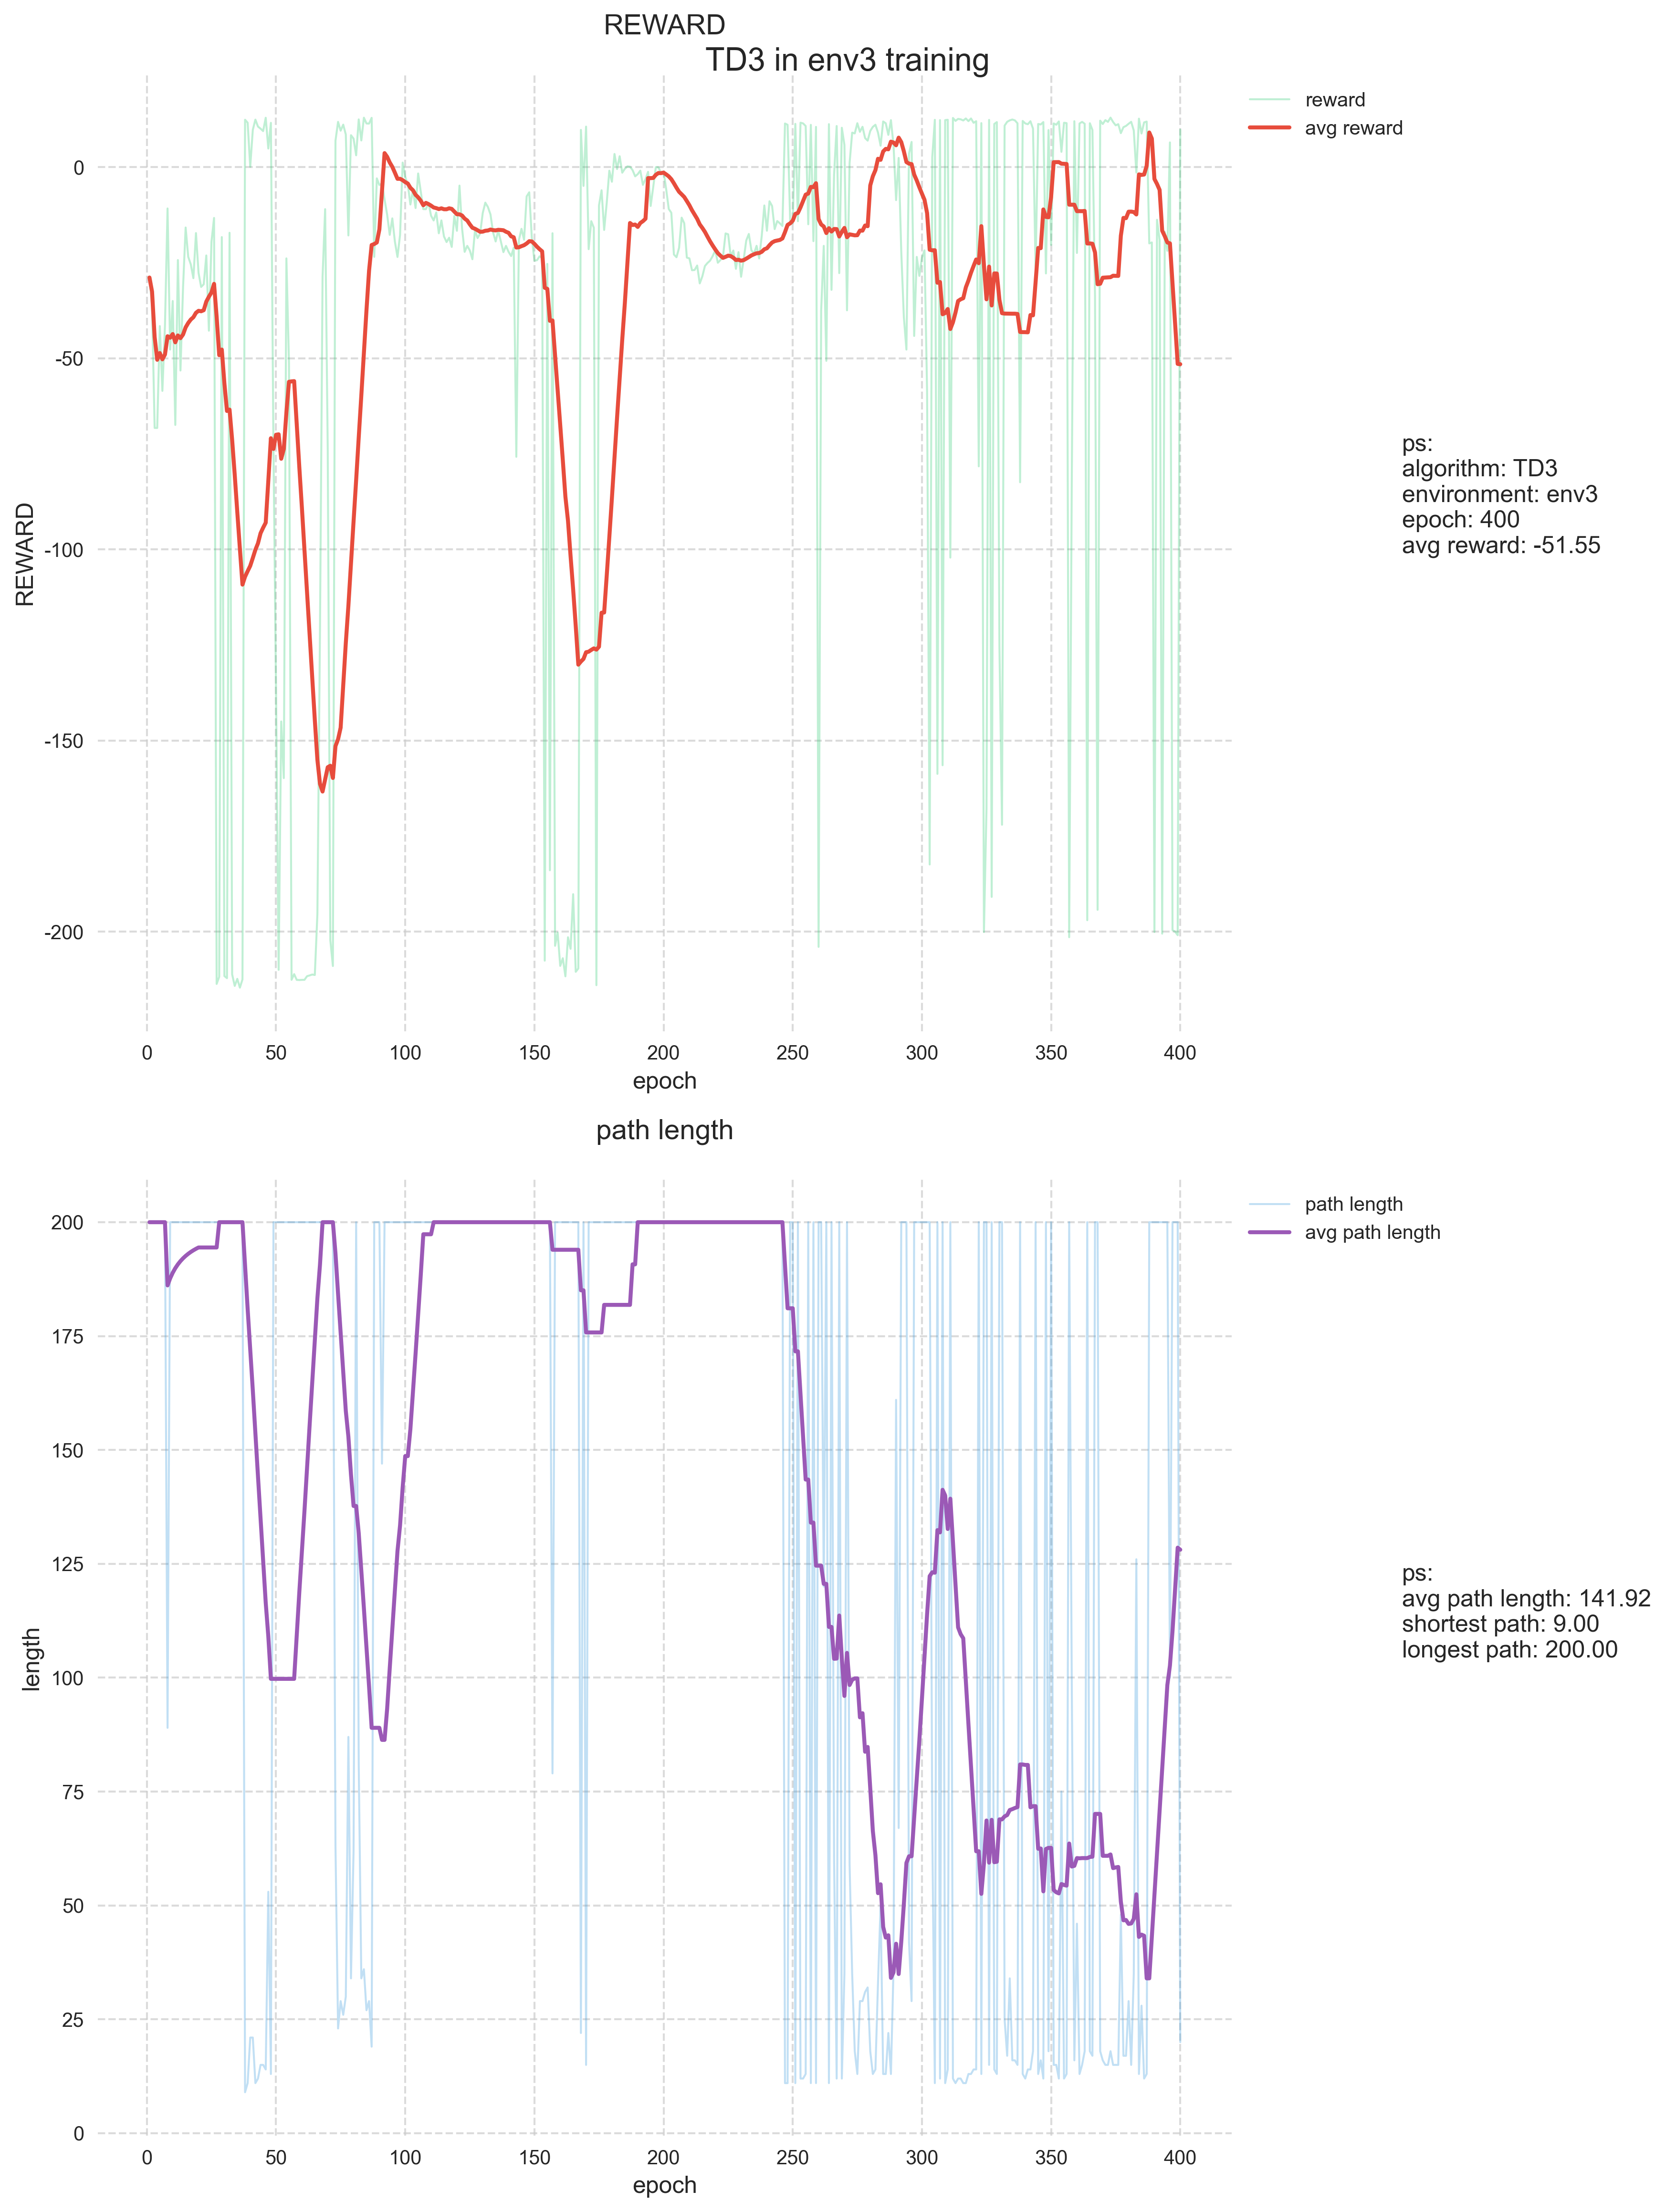 REWARD
TD3 in env3 training
reward
avg reward
0
-50
-100
-150
-200
REWARD
0 50 100 150 200 250 300 350 400
epoch
ps:
algorithm: TD3
environment: env3
epoch: 400
avg reward: -51.55
path length
path length
avg path length
200
175
150
125
100
75
50
25
0
length
0 50 100 150 200 250 300 350 400
epoch
ps:
avg path length: 141.92
shortest path: 9.00
longest path: 200.00